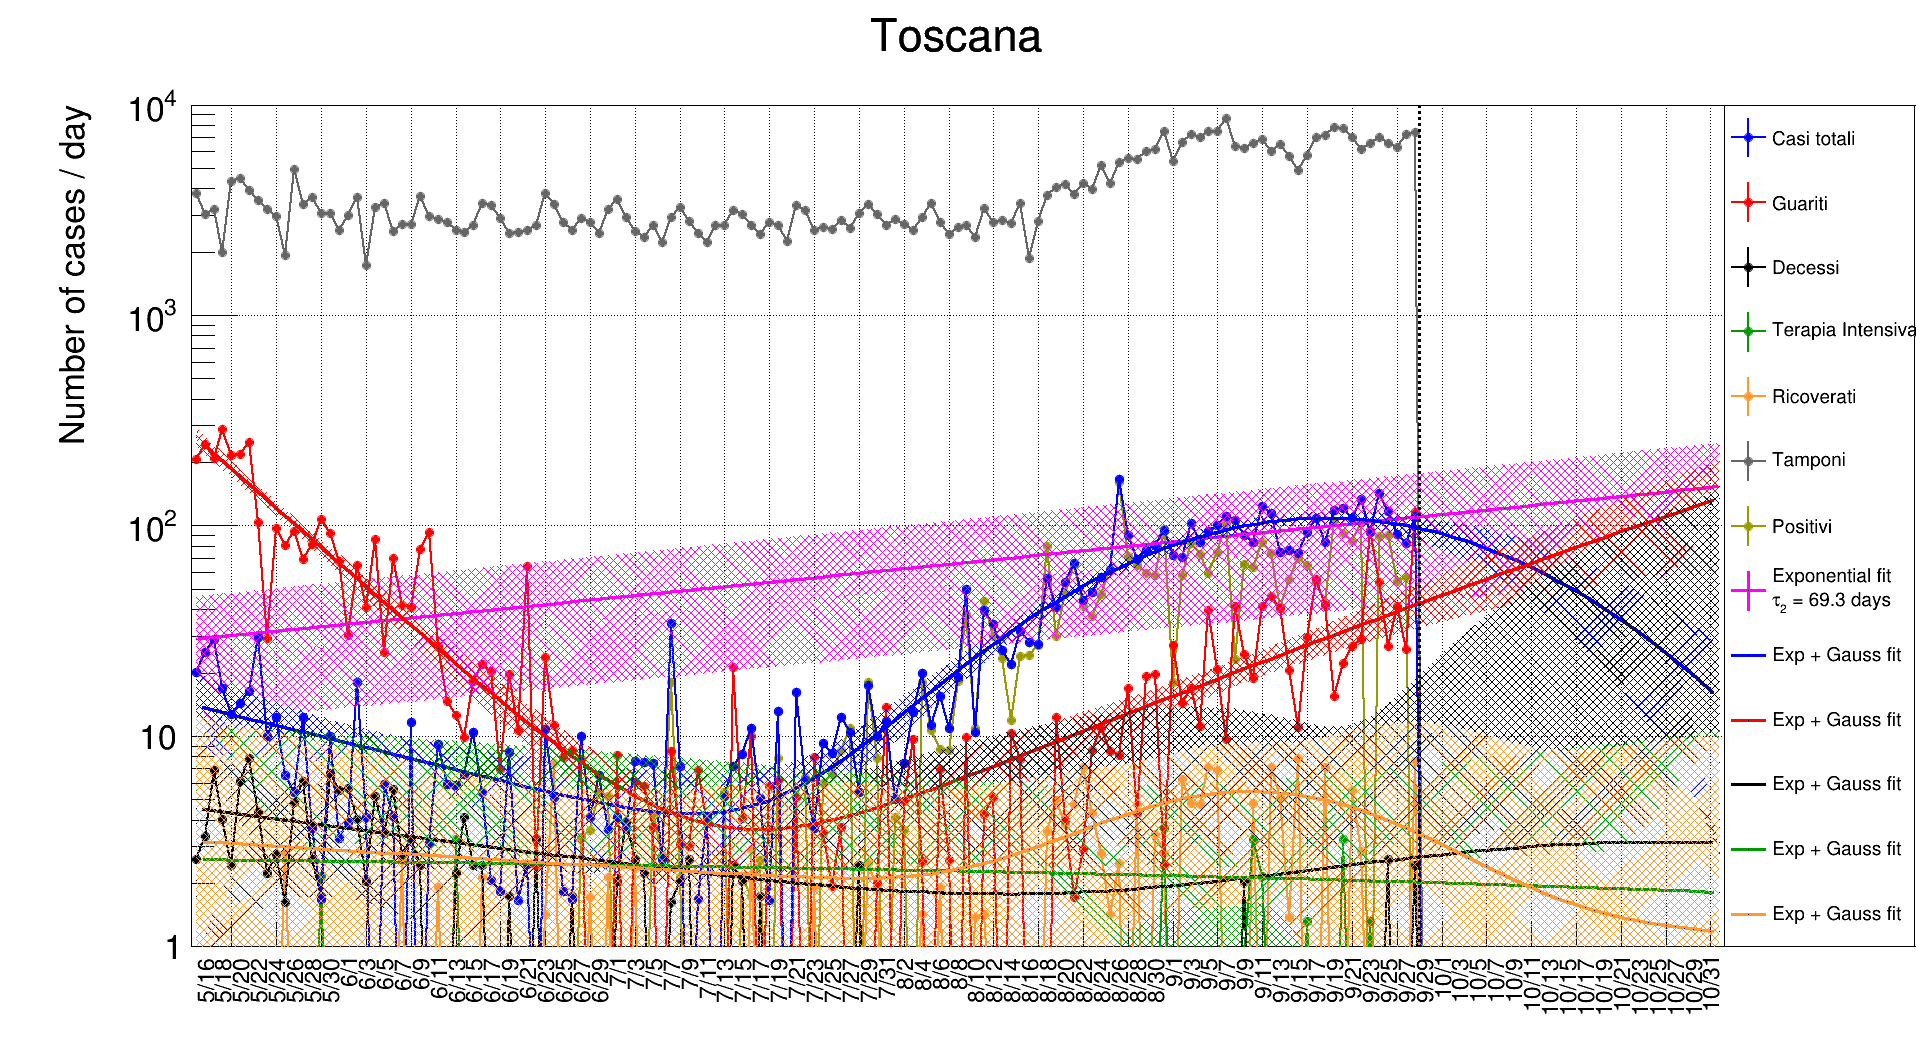 Toscana
Number of cases / day
10^4
10^3
10^2
10
1
5/16 5/18 5/20 5/22 5/24 5/26 5/28 5/30 6/1 6/3 6/5 6/7 6/9 6/11 6/13 6/15 6/17 6/19 6/21 6/23 6/25 6/27 6/29 7/1 7/3 7/5 7/7 7/9 7/11 7/13 7/15 7/17 7/19 7/21 7/23 7/25 7/27 7/29 7/31 8/2 8/4 8/6 8/8 8/10 8/12 8/14 8/16 8/18 8/20 8/22 8/24 8/26 8/28 8/30 9/1 9/3 9/5 9/7 9/9 9/11 9/13 9/15 9/17 9/19 9/21 9/23 9/25 9/27 9/29 10/1 10/3 10/5 10/7 10/9 10/11 10/13 10/15 10/17 10/19 10/21 10/23 10/25 10/27 10/29 10/31
Casi totali
Guariti
Decessi
Terapia Intensiva
Ricoverati
Tamponi
Positivi
Exponential fit
τ2 = 69.3 days
Exp + Gauss fit
Exp + Gauss fit
Exp + Gauss fit
Exp + Gauss fit
Exp + Gauss fit